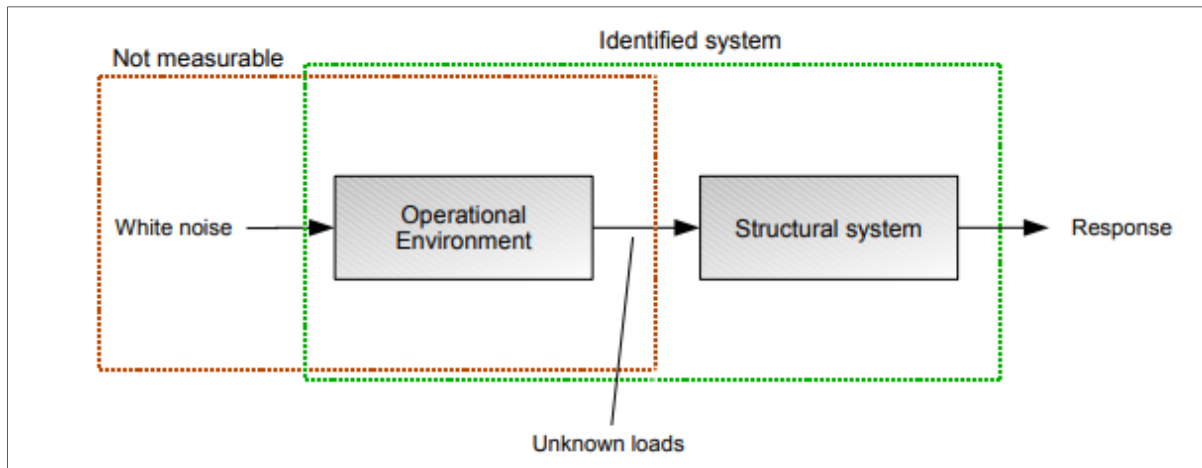 Identified system
Not measurable
White noise
Operational
Environment
Structural system
Response
Unknown loads